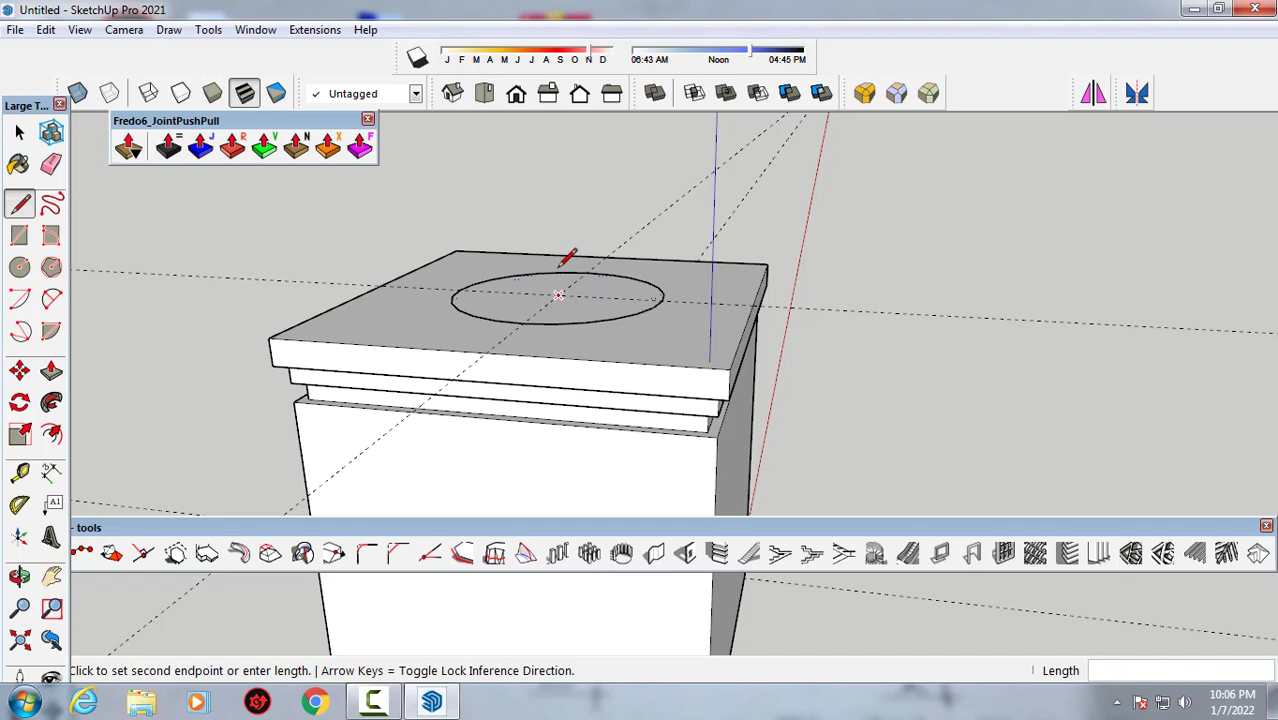 Untitled - SketchUp Pro 2021
File Edit View Camera Draw Tools Window Extensions Help
J F M A M J J A S O N D
06:43 AM Noon 04:45 PM
✓ Untagged
Large T...
Fredo6_JointPushPull
= J R V N X F
A1
- tools
Click to set second endpoint or enter length. | Arrow Keys = Toggle Lock Inference Direction.
Length
10:06 PM
1/7/2022